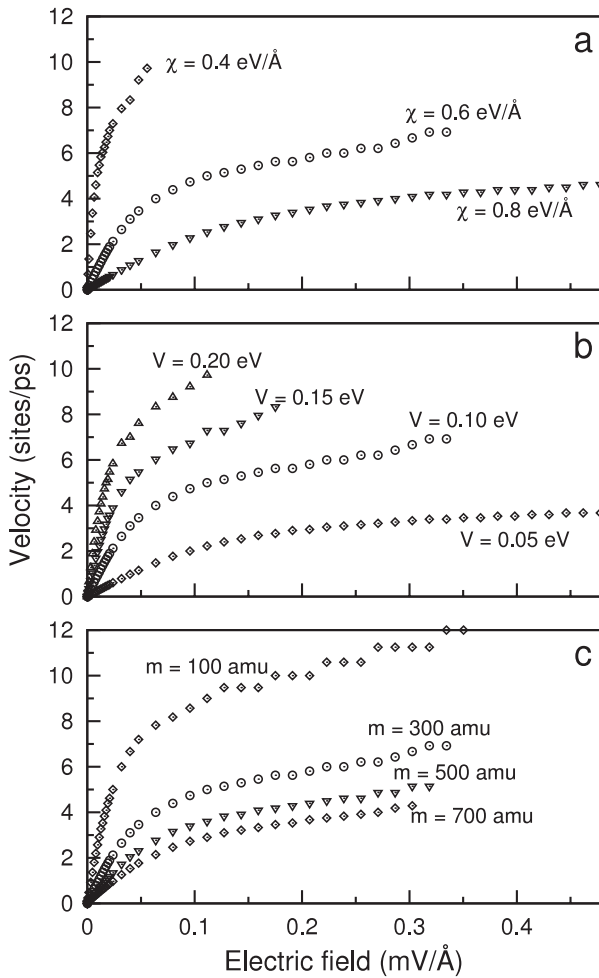 12
a
χ = 0.4 eV/Å
10
8
χ = 0.6 eV/Å
6
4
χ = 0.8 eV/Å
2
0
12
b
V = 0.20 eV
10
V = 0.15 eV
8
V = 0.10 eV
6
4
V = 0.05 eV
2
0
Velocity (sites/ps)
12
c
m = 100 amu
10
8
m = 300 amu
6
m = 500 amu
4
m = 700 amu
2
0
0 0.1 0.2 0.3 0.4
Electric field (mV/Å)